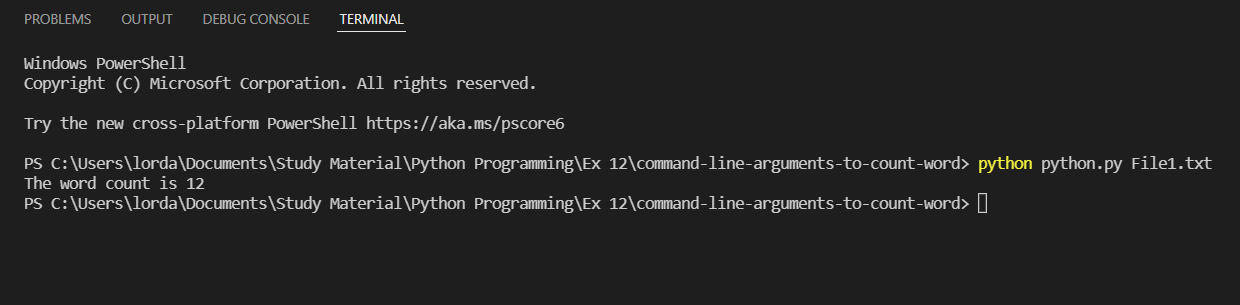 PROBLEMS OUTPUT DEBUG CONSOLE TERMINAL
Windows PowerShell
Copyright (C) Microsoft Corporation. All rights reserved.
Try the new cross-platform PowerShell https://aka.ms/pscore6
PS C:\Users\lorda\Documents\Study Material\Python Programming\Ex 12\command-line-arguments-to-count-word> python python.py File1.txt
The word count is 12
PS C:\Users\lorda\Documents\Study Material\Python Programming\Ex 12\command-line-arguments-to-count-word>